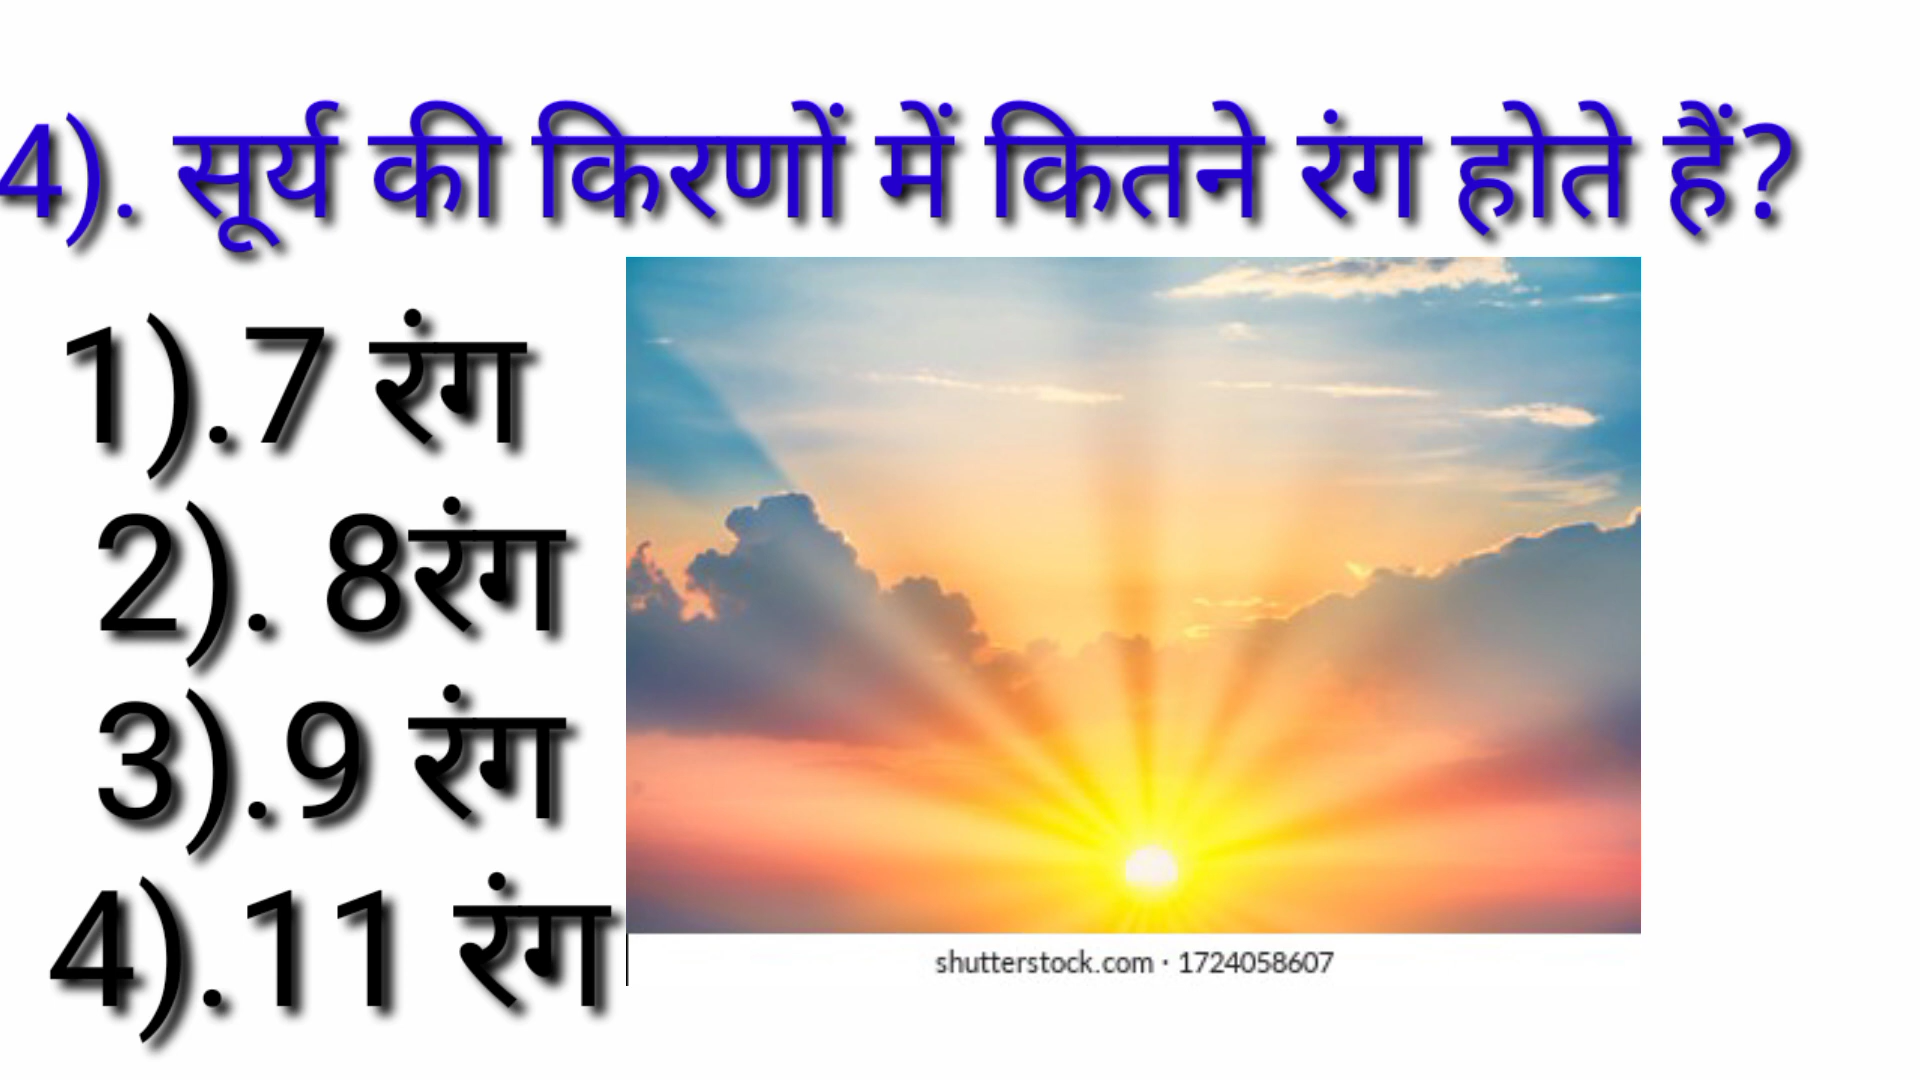 4). सूर्य की किरणों में कितने रंग होते हैं?
1).7 रंग
2). 8रंग
3).9 रंग
4).11 रंग
shutterstock.com · 1724058607